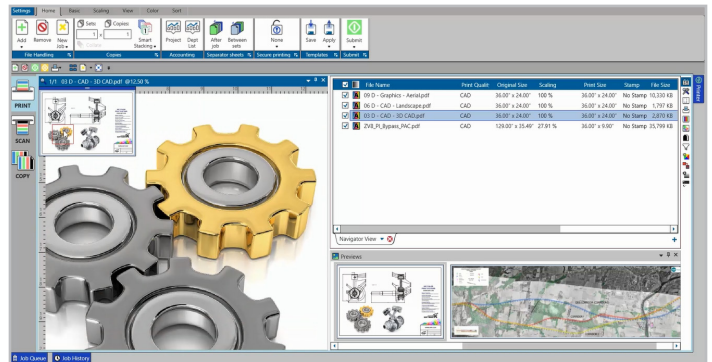 Settings Home Basic Scaling View Color Sort
Add Remove New Job Sets: 1 x Copies: 1 Collate Smart Stacking Project Dept List After job Between sets None Save Apply Submit
File Handling Copies Accounting Separator sheets Secure printing Templates Submit
1/1 03 D - CAD - 3D CAD.pdf @12,50 %
PRINT
SCAN
COPY
File Name Print Qualit Original Size Scaling Print Size Stamp File Size
09 D - Graphics - Aerial.pdf CAD 36.00" x 24.00" 100 % 36.00" x 24.00" No Stamp 10,330 KB
06 D - CAD - Landscape.pdf CAD 36.00" x 24.00" 100 % 36.00" x 24.00" No Stamp 1,797 KB
03 D - CAD - 3D CAD.pdf CAD 36.00" x 24.00" 100 % 36.00" x 24.00" No Stamp 2,870 KB
ZV8_PI_Bypass_PAC.pdf CAD 129.00" x 35.49" 27.91 % 36.00" x 9.90" No Stamp 35,799 KB
Printer
Navigator View
Previews
Job Queue Job History